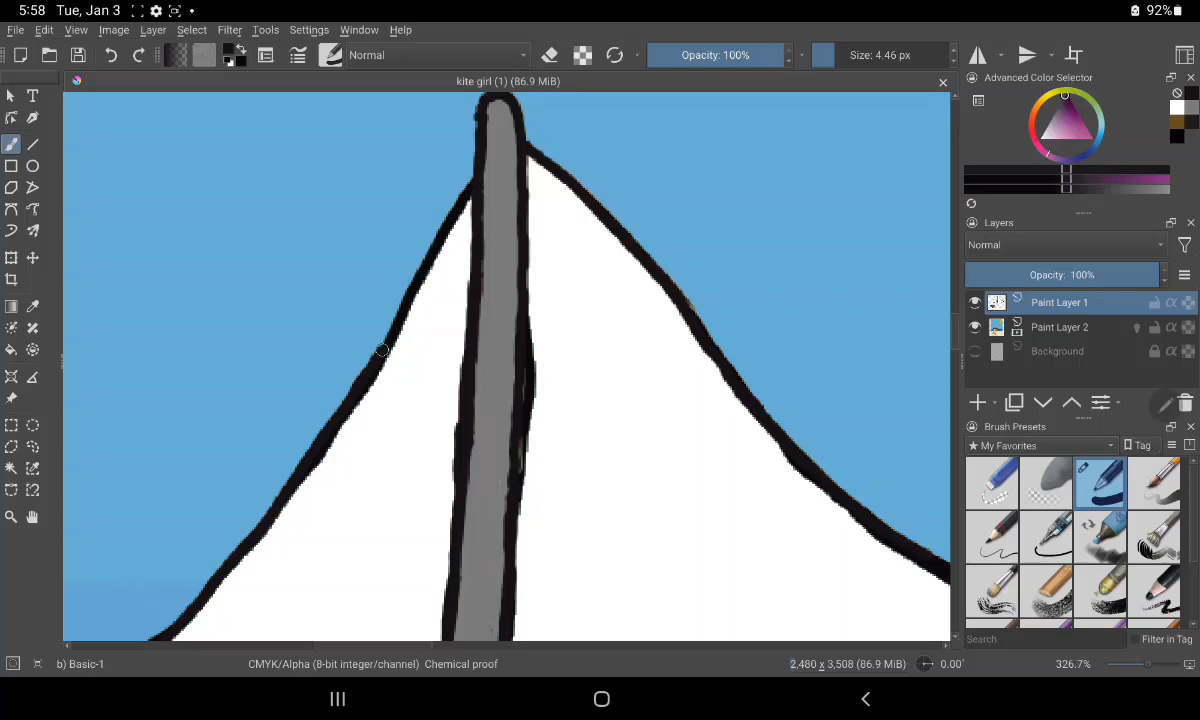 5:58 Tue, Jan 3
92%
File Edit View Image Layer Select Filter Tools Settings Window Help
Normal
Opacity: 100%
Size: 4.46 px
kite girl (1) (86.9 MiB)
Advanced Color Selector
Layers
Normal
Opacity: 100%
Paint Layer 1
Paint Layer 2
Background
Brush Presets
My Favorites
Tag
Search
Filter in Tag
b) Basic-1
CMYK/Alpha (8-bit integer/channel) Chemical proof
2,480 x 3,508 (86.9 MiB)
0.00°
326.7%